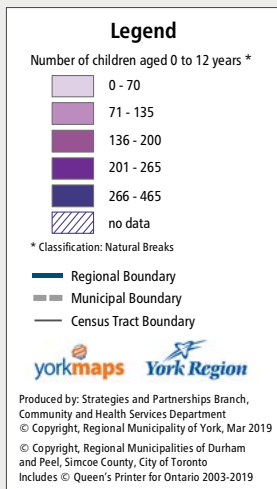 Legend
Number of children aged 0 to 12 years *
0 - 70
71 - 135
136 - 200
201 - 265
266 - 465
no data
* Classification: Natural Breaks
Regional Boundary
Municipal Boundary
Census Tract Boundary
yorkmaps York Region
Produced by: Strategies and Partnerships Branch,
Community and Health Services Department
© Copyright, Regional Municipality of York, Mar 2019
© Copyright, Regional Municipalities of Durham
and Peel, Simcoe County, City of Toronto
Includes © Queen's Printer for Ontario 2003-2019